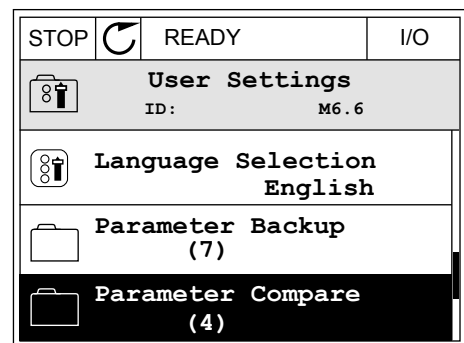 STOP READY I/O
User Settings
ID: M6.6
Language Selection
English
Parameter Backup
(7)
Parameter Compare
(4)